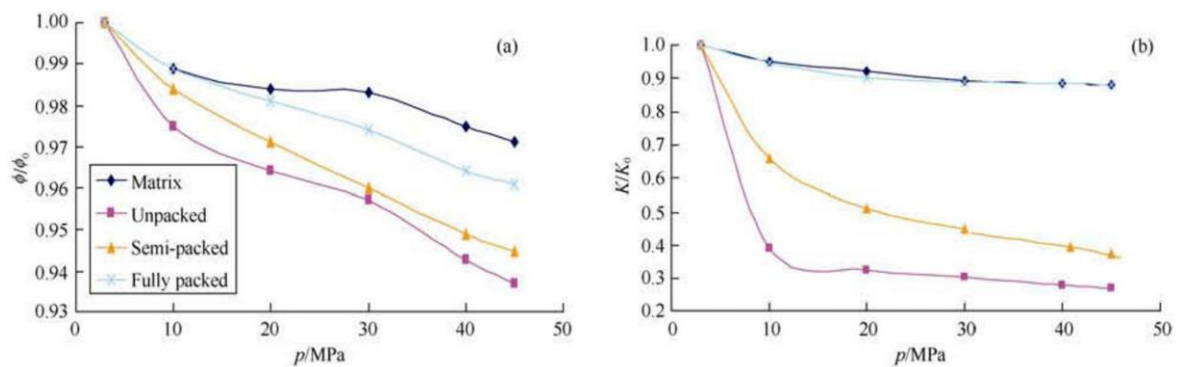 1.00
0.99
0.98
0.97
0.96
0.95
0.94
0.93
ϕ/ϕₒ
(a)
Matrix
Unpacked
Semi-packed
Fully packed
0 10 20 30 40 50
p/MPa
1.0
0.9
0.8
0.7
0.6
0.5
0.4
0.3
0.2
K/Kₒ
(b)
0 10 20 30 40 50
p/MPa